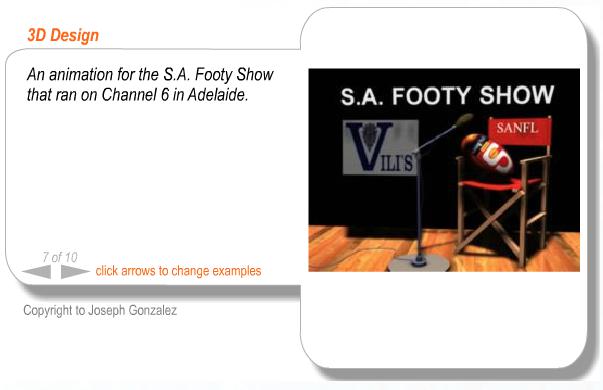 3D Design
An animation for the S.A. Footy Show
that ran on Channel 6 in Adelaide.
S.A. FOOTY SHOW
SANFL
VILI'S
7 of 10
click arrows to change examples
Copyright to Joseph Gonzalez